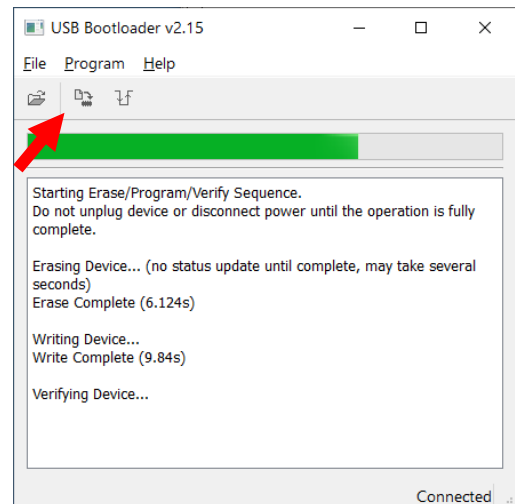 USB Bootloader v2.15
File Program Help
Starting Erase/Program/Verify Sequence.
Do not unplug device or disconnect power until the operation is fully
complete.
Erasing Device... (no status update until complete, may take several
seconds)
Erase Complete (6.124s)
Writing Device...
Write Complete (9.84s)
Verifying Device...
Connected